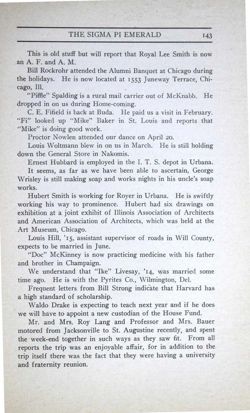 THE SIGMA PI EMERALD 143
This is old stuff but will report that Royal Lee Smith is now
an A. F. and A. M.
Bill Rockrohr attended the Alumni Banquet at Chicago during
the holidays. He is now located at 1553 Juneway Terrace, Chi-
cago, Ill.
"Piffle" Spalding is a rural mail carrier out of McKnabb. He
dropped in on us during Home-coming.
C. E. Fifield is back at Buda. He paid us a visit in February.
"Fi" looked up "Mike" Baker in St. Louis and reports that
"Mike" is doing good work.
Proctor Nowlen attended our dance on April 20.
Louis Woltmann blew in on us in March. He is still holding
down the General Store in Nakomis.
Ernest Hubbard is employed in the I. T. S. depot in Urbana.
It seems, as far as we have been able to ascertain, George
Wrisley is still making soap and works nights in his uncle's soap
works.
Hubert Smith is working for Royer in Urbana. He is swiftly
working his way to prominence. Hubert had six drawings on
exhibition at a joint exhibit of Illinois Association of Architects
and American Association of Architects, which was held at the
Art Museum, Chicago.
Louis Hill, '15, assistant supervisor of roads in Will County,
expects to be married in June.
"Doc" McKinney is now practicing medicine with his father
and brother in Champaign.
We understand that "Ike" Livesay, '14, was married some
time ago. He is with the Pyrites Co., Wilmington, Del.
Frequent letters from Bill Strong indicate that Harvard has
a high standard of scholarship.
Waldo Drake is expecting to teach next year and if he does
we will have to appoint a new custodian of the House Fund.
Mr. and Mrs. Roy Lang and Professor and Mrs. Bauer
motored from Jacksonville to St. Augustine recently, and spent
the week-end together in such ways as they saw fit. From all
reports the trip was an enjoyable affair, for in addition to the
trip itself there was the fact that they were having a university
and fraternity reunion.